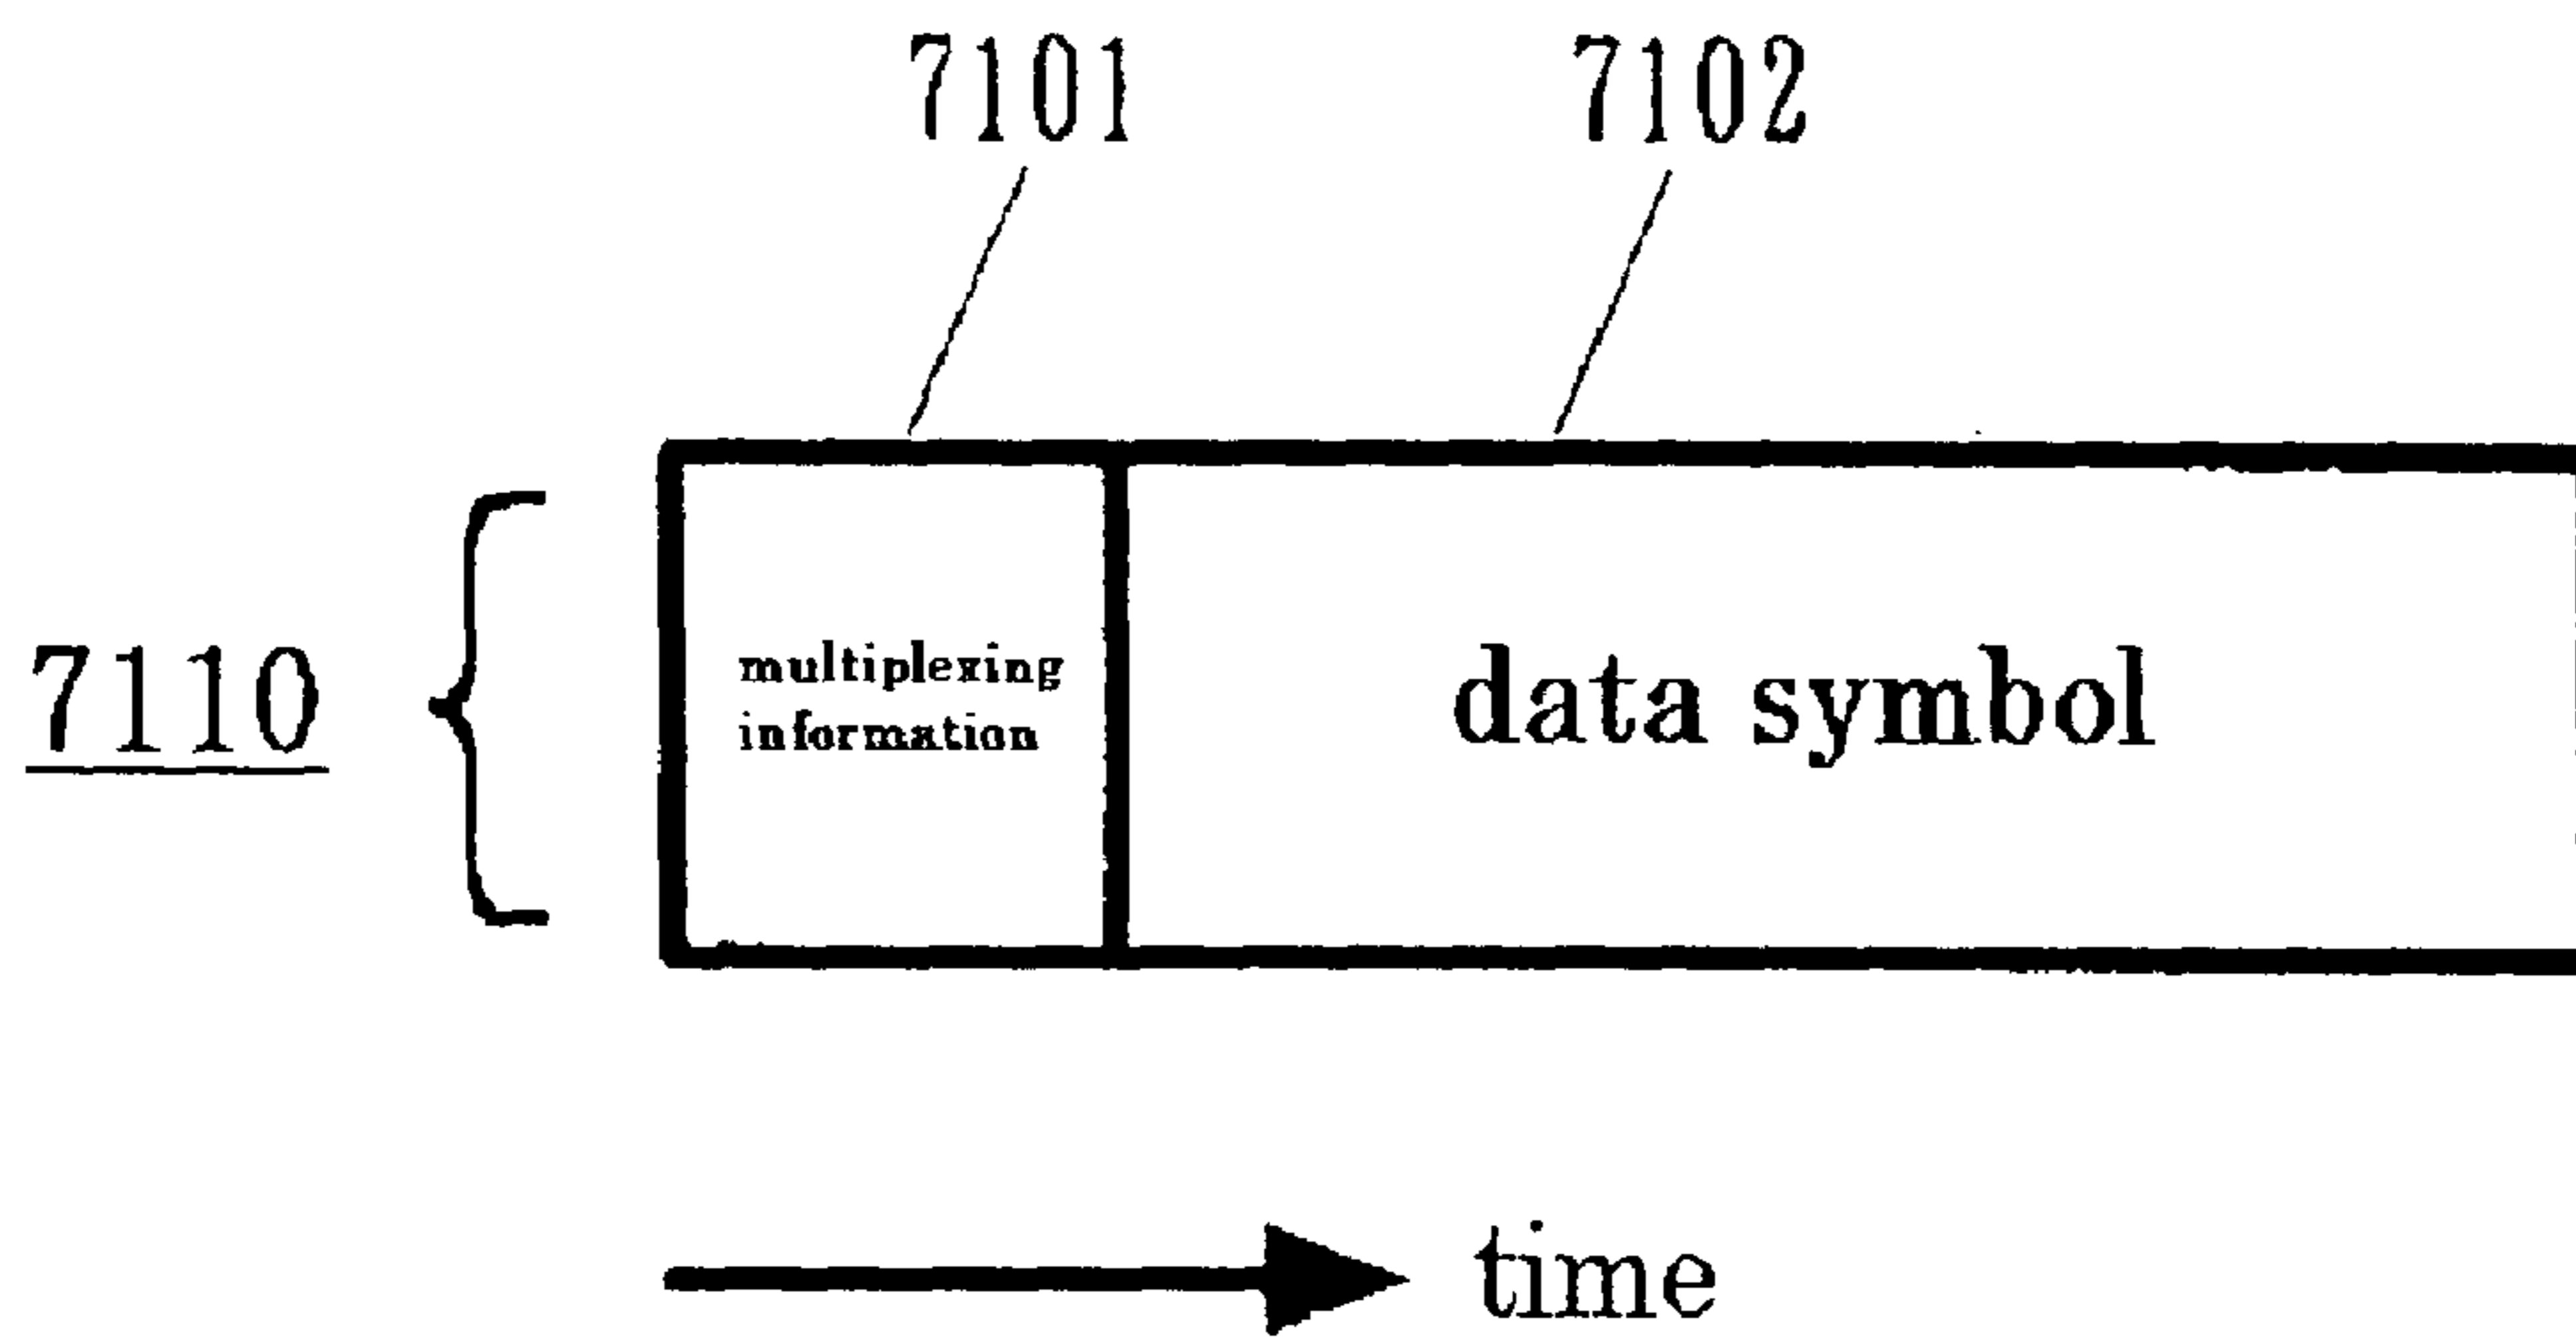 7101 7102
7110
multiplexing
information
data symbol
time